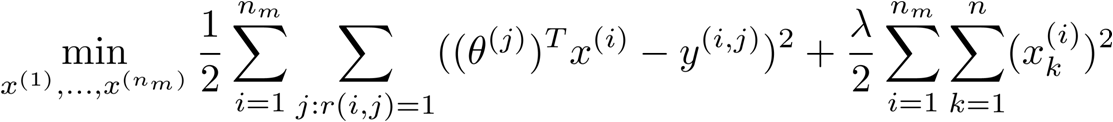 \min_{x^{(1)},\ldots,x^{(n_m)}} \frac{1}{2} \sum_{i=1}^{n_m} \sum_{j:r(i,j)=1} ((\theta^{(j)})^T x^{(i)} - y^{(i,j)})^2 + \frac{\lambda}{2} \sum_{i=1}^{n_m} \sum_{k=1}^{n} (x_k^{(i)})^2